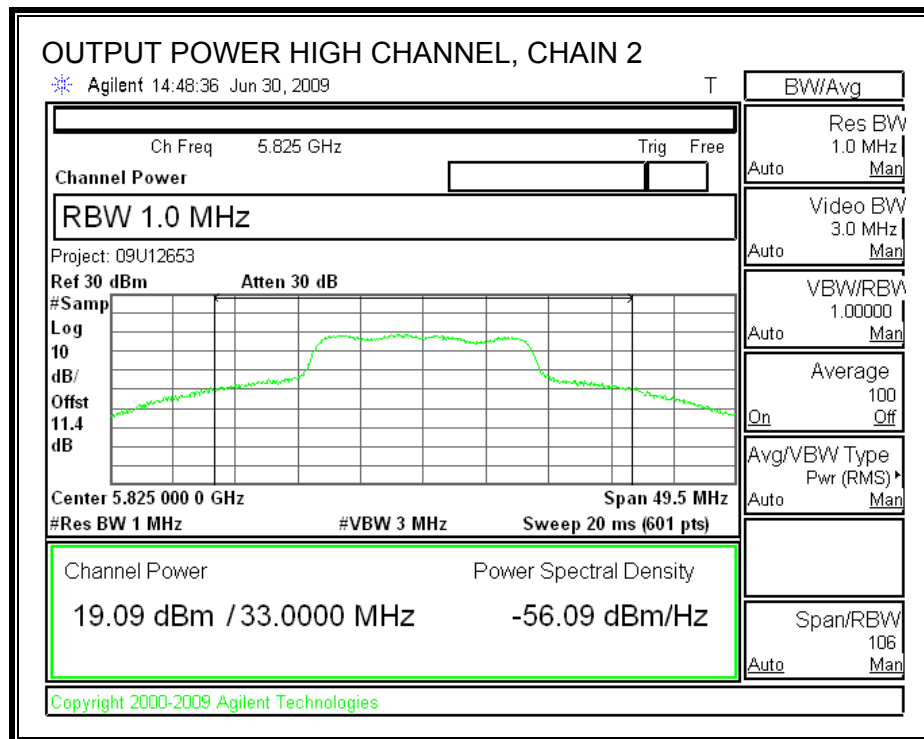 OUTPUT POWER HIGH CHANNEL, CHAIN 2
Agilent 14:48:36 Jun 30, 2009 T
Ch Freq 5.825 GHz Trig Free
Channel Power
RBW 1.0 MHz
Project: 09U12653
Ref 30 dBm Atten 30 dB
#Samp
Log
10
dB/
Offst
11.4
dB
Center 5.825 000 0 GHz Span 49.5 MHz
#Res BW 1 MHz #VBW 3 MHz Sweep 20 ms (601 pts)
Channel Power Power Spectral Density
19.09 dBm / 33.0000 MHz -56.09 dBm/Hz
Copyright 2000-2009 Agilent Technologies
BW/Avg
Res BW
1.0 MHz
Auto Man
Video BW
3.0 MHz
Auto Man
VBW/RBW
1.00000
Auto Man
Average
100
On Off
Avg/VBW Type
Pwr (RMS)
Auto Man
Span/RBW
106
Auto Man